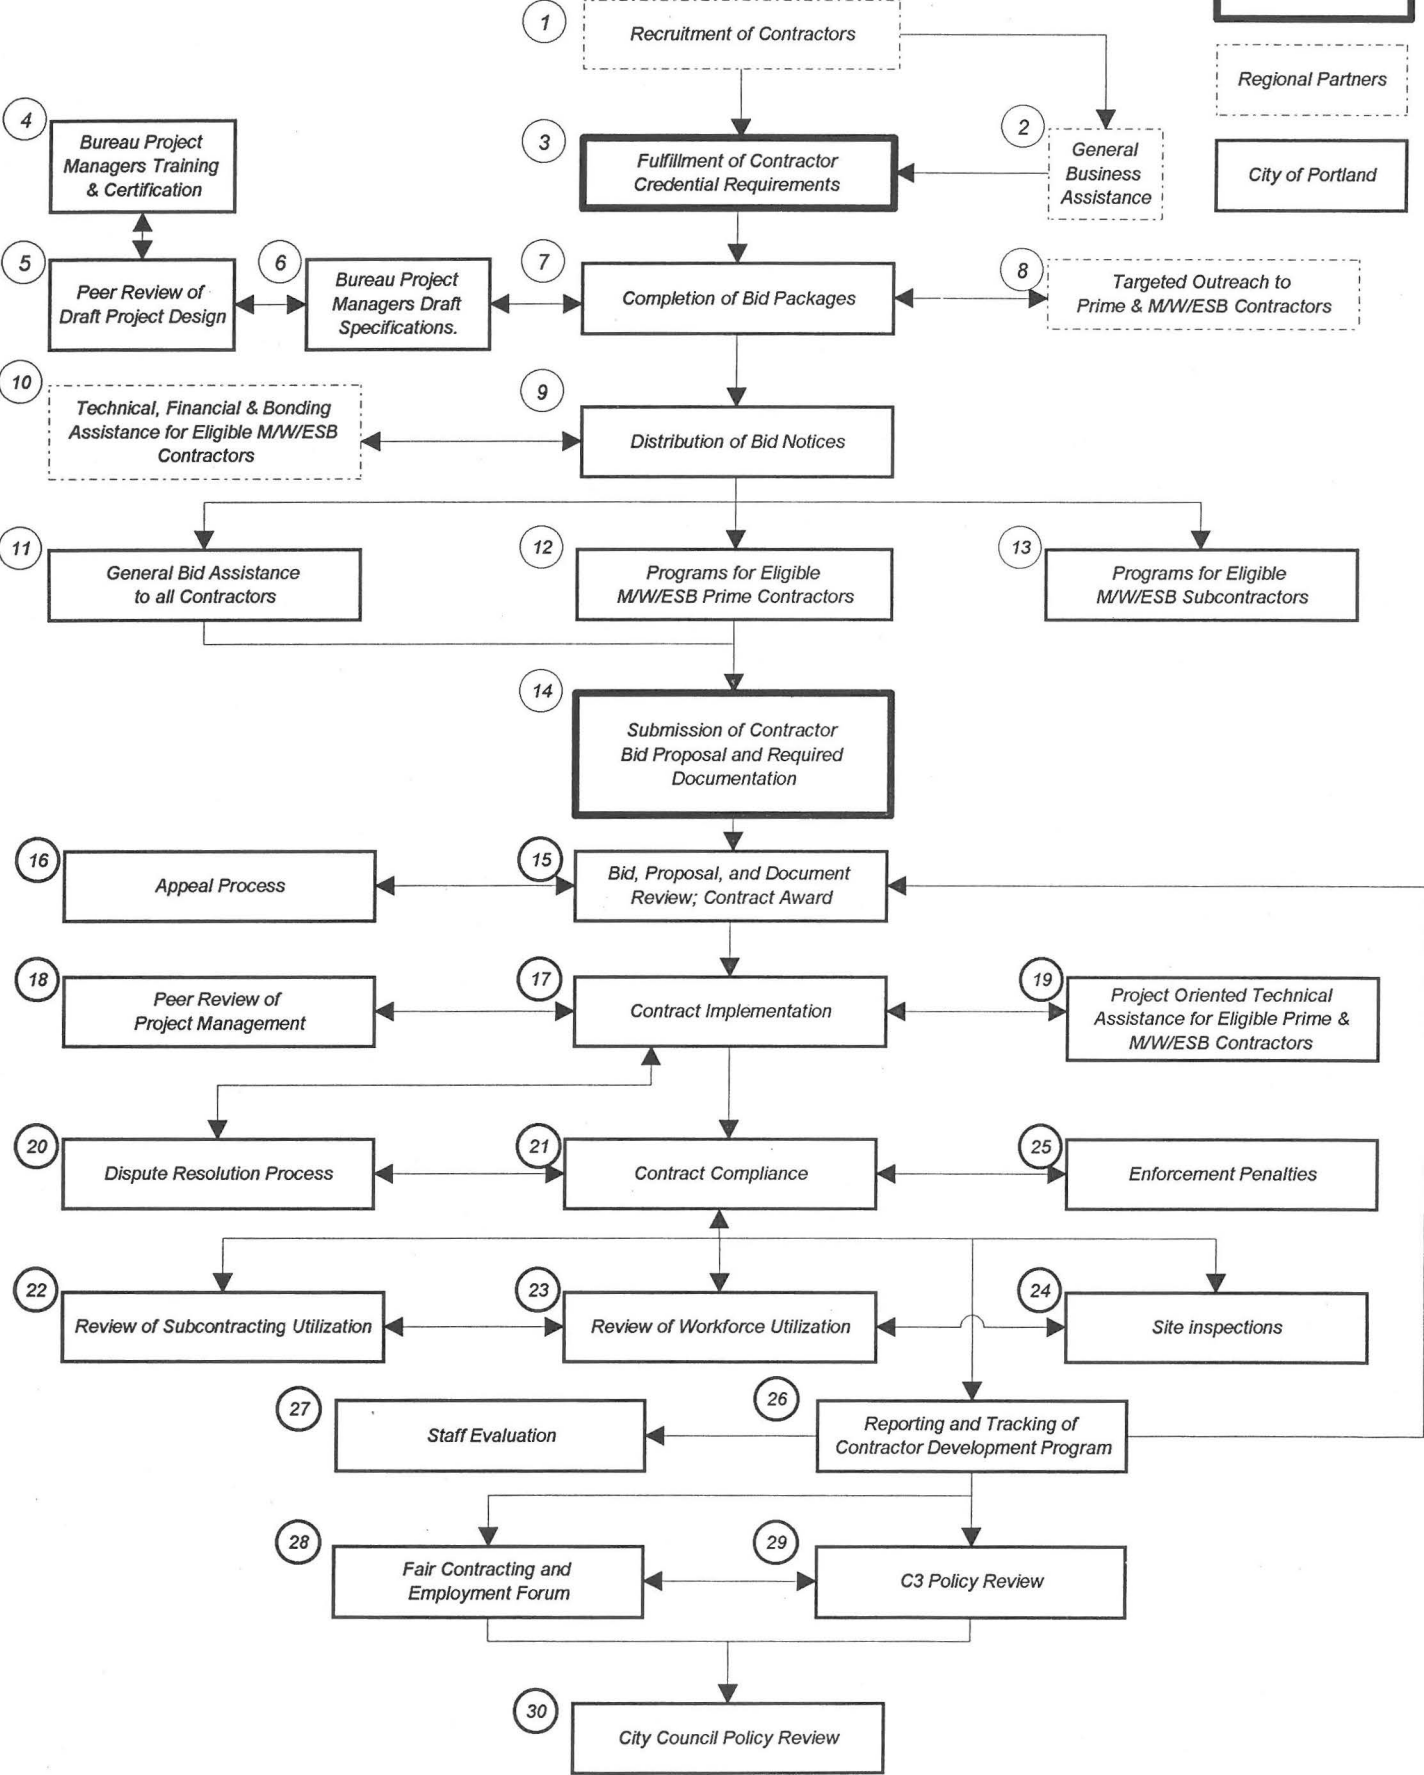 1
Recruitment of Contractors
Regional Partners
2
General
Business
Assistance
City of Portland
3
Fulfillment of Contractor
Credential Requirements
4
Bureau Project
Managers Training
& Certification
5
Peer Review of
Draft Project Design
6
Bureau Project
Managers Draft
Specifications.
7
Completion of Bid Packages
8
Targeted Outreach to
Prime & M/W/ESB Contractors
10
Technical, Financial & Bonding
Assistance for Eligible M/W/ESB
Contractors
9
Distribution of Bid Notices
11
General Bid Assistance
to all Contractors
12
Programs for Eligible
M/W/ESB Prime Contractors
13
Programs for Eligible
M/W/ESB Subcontractors
14
Submission of Contractor
Bid Proposal and Required
Documentation
16
Appeal Process
15
Bid, Proposal, and Document
Review; Contract Award
18
Peer Review of
Project Management
17
Contract Implementation
19
Project Oriented Technical
Assistance for Eligible Prime &
M/W/ESB Contractors
20
Dispute Resolution Process
21
Contract Compliance
25
Enforcement Penalties
22
Review of Subcontracting Utilization
23
Review of Workforce Utilization
24
Site inspections
27
Staff Evaluation
26
Reporting and Tracking of
Contractor Development Program
28
Fair Contracting and
Employment Forum
29
C3 Policy Review
30
City Council Policy Review